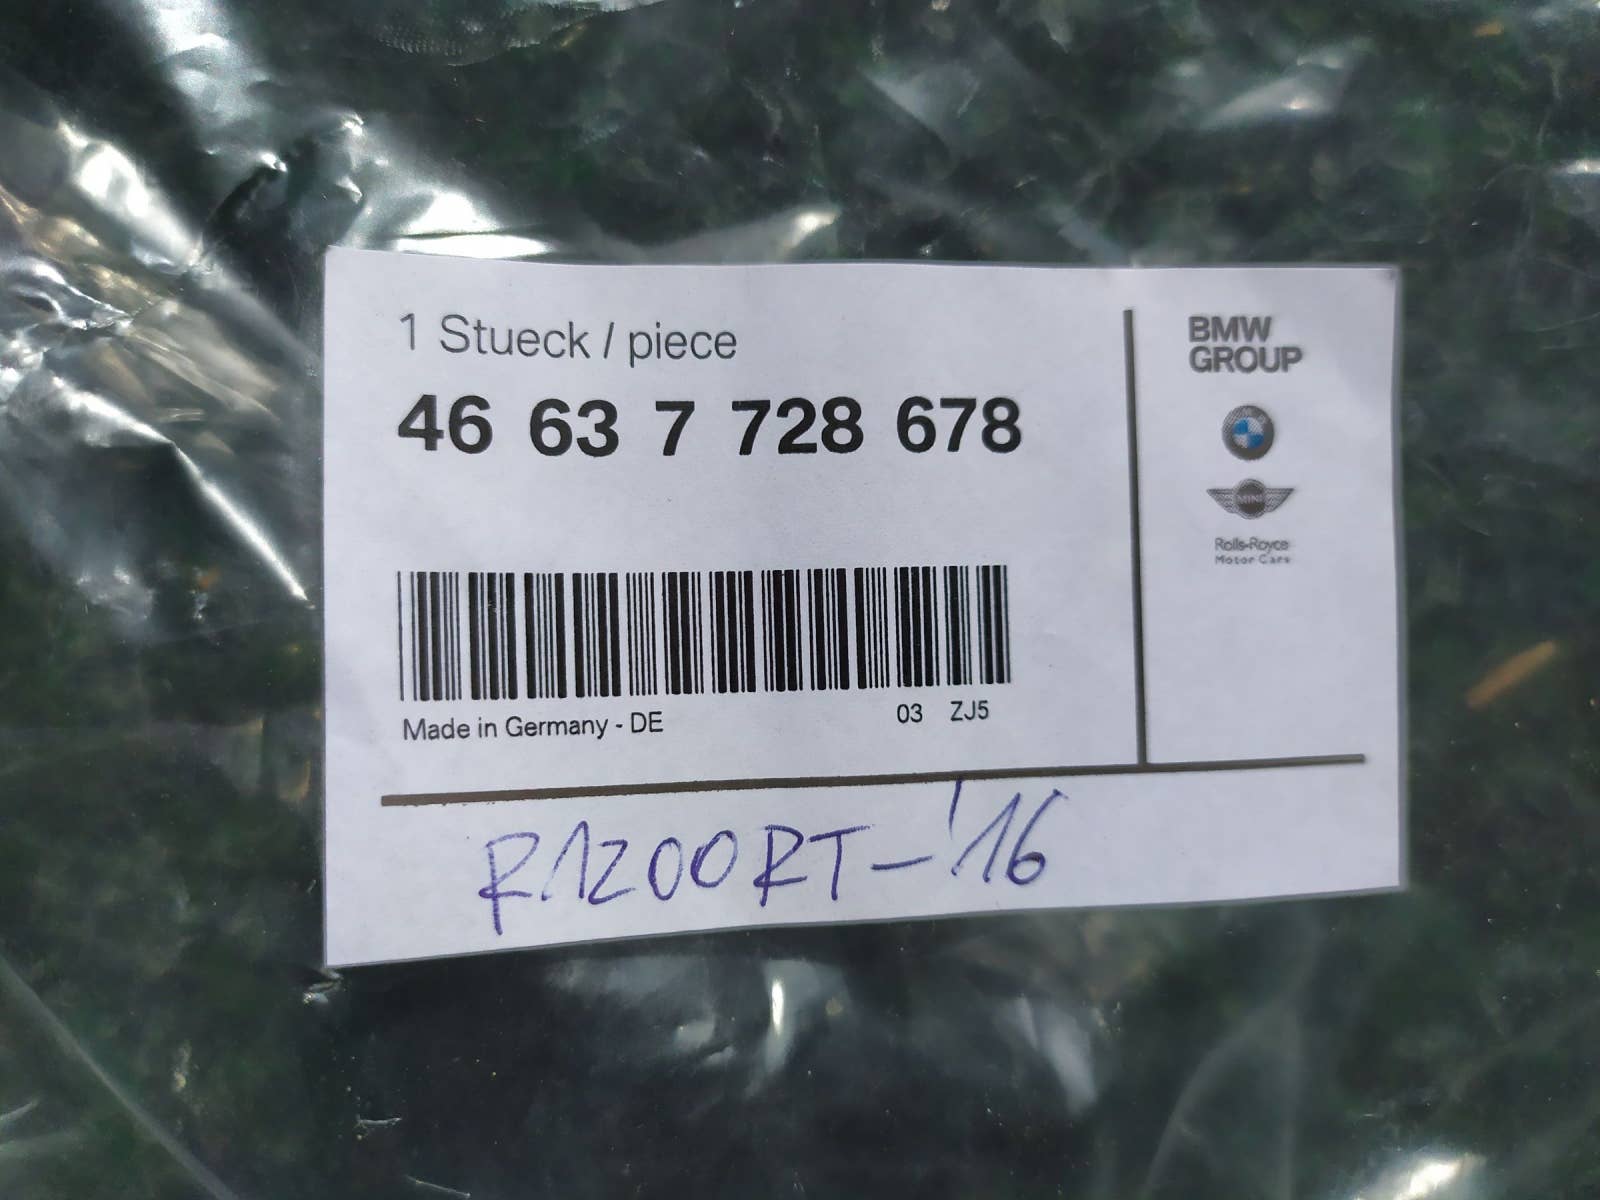 1 Stueck / piece
46 63 7 728 678
Made in Germany - DE
03 ZJ5
BMW
GROUP
MINI
Rolls-Royce
Motor Cars
R1200RT-'16